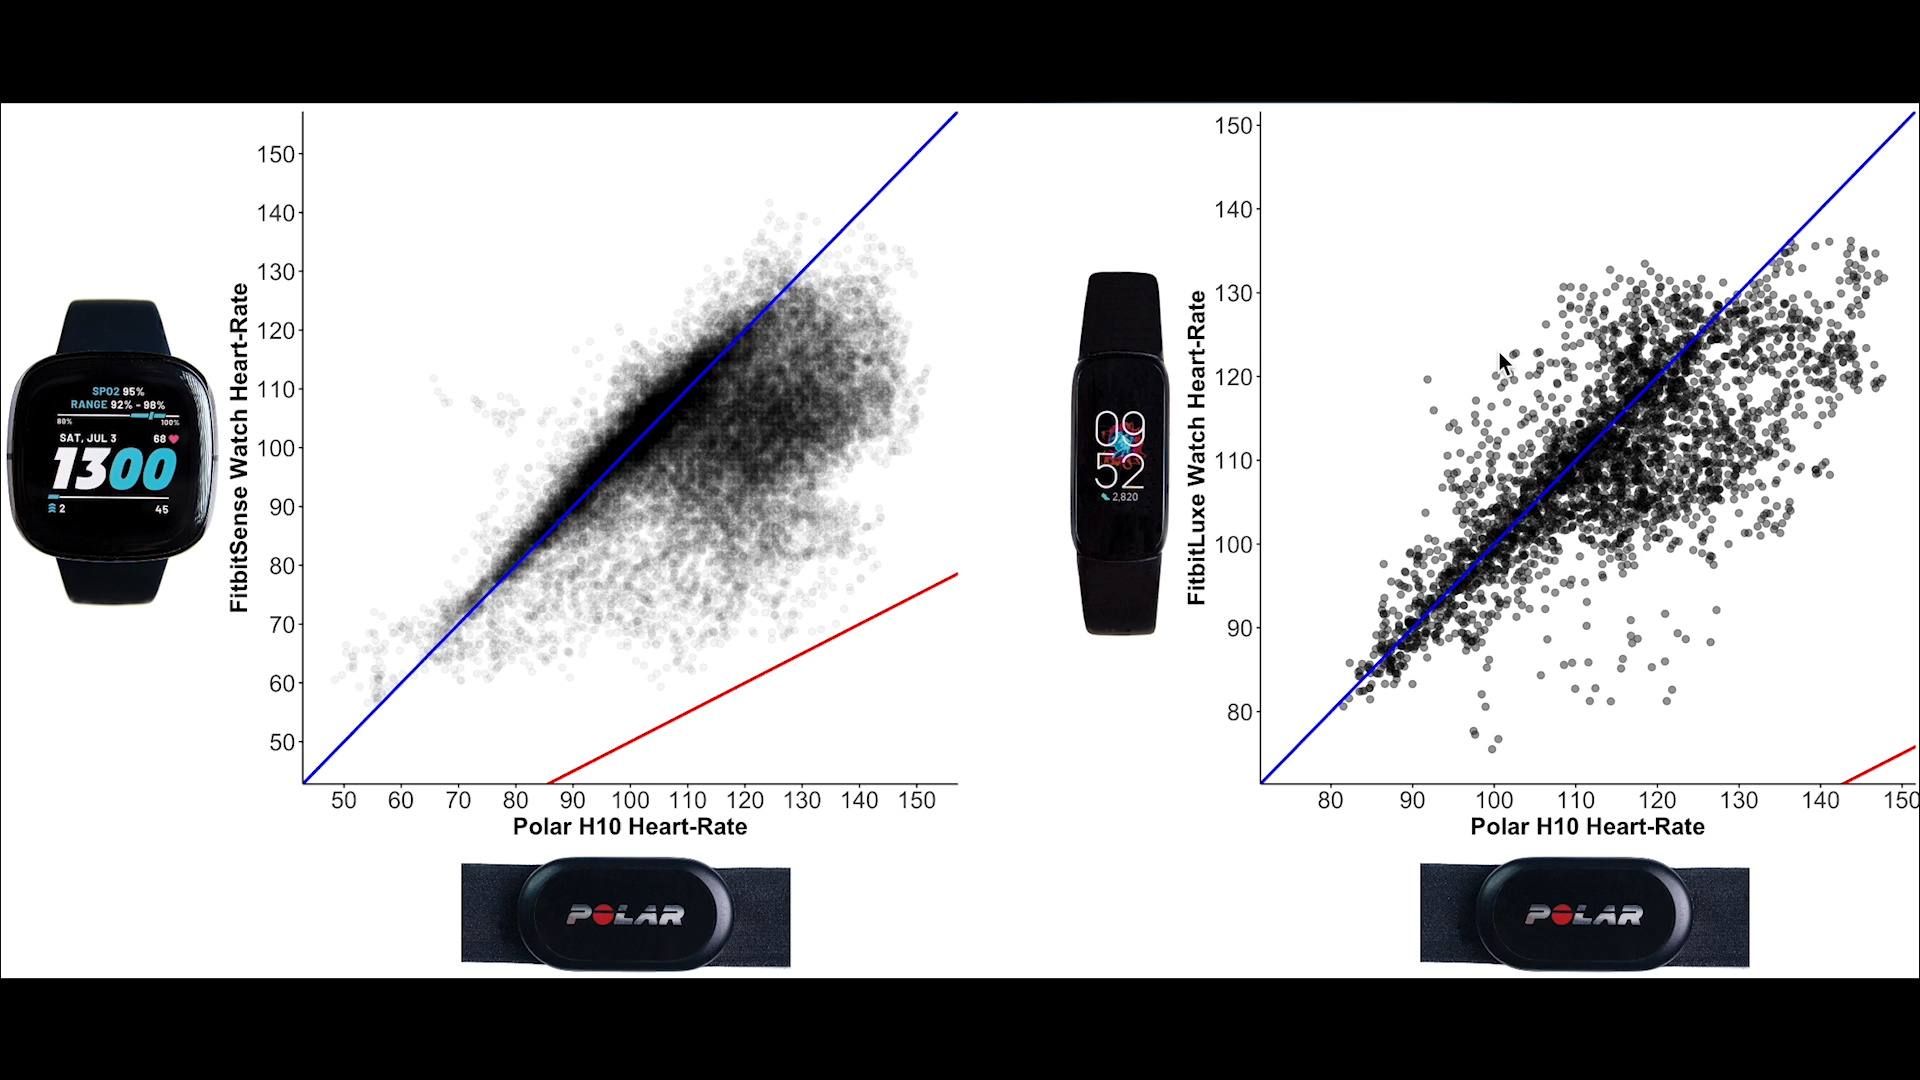 SPO2 95%
RANGE 92% - 98%
88% 100%
SAT, JUL 3 68
1300
2 45
FitbitSense Watch Heart-Rate
150
140
130
120
110
100
90
80
70
60
50
50 60 70 80 90 100 110 120 130 140 150
Polar H10 Heart-Rate
POLAR
09
52
2,820
FitbitLuxe Watch Heart-Rate
150
140
130
120
110
100
90
80
80 90 100 110 120 130 140 150
Polar H10 Heart-Rate
POLAR